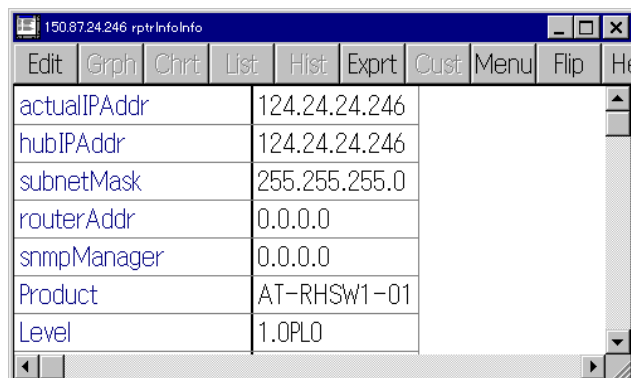 150.87.24.246 rptrInfoInfo
Edit Grph Chrt List Hist Exprt Cust Menu Flip He
actualIPAddr 124.24.24.246
hubIPAddr 124.24.24.246
subnetMask 255.255.255.0
routerAddr 0.0.0.0
snmpManager 0.0.0.0
Product AT-RHSW1-01
Level 1.0PL0